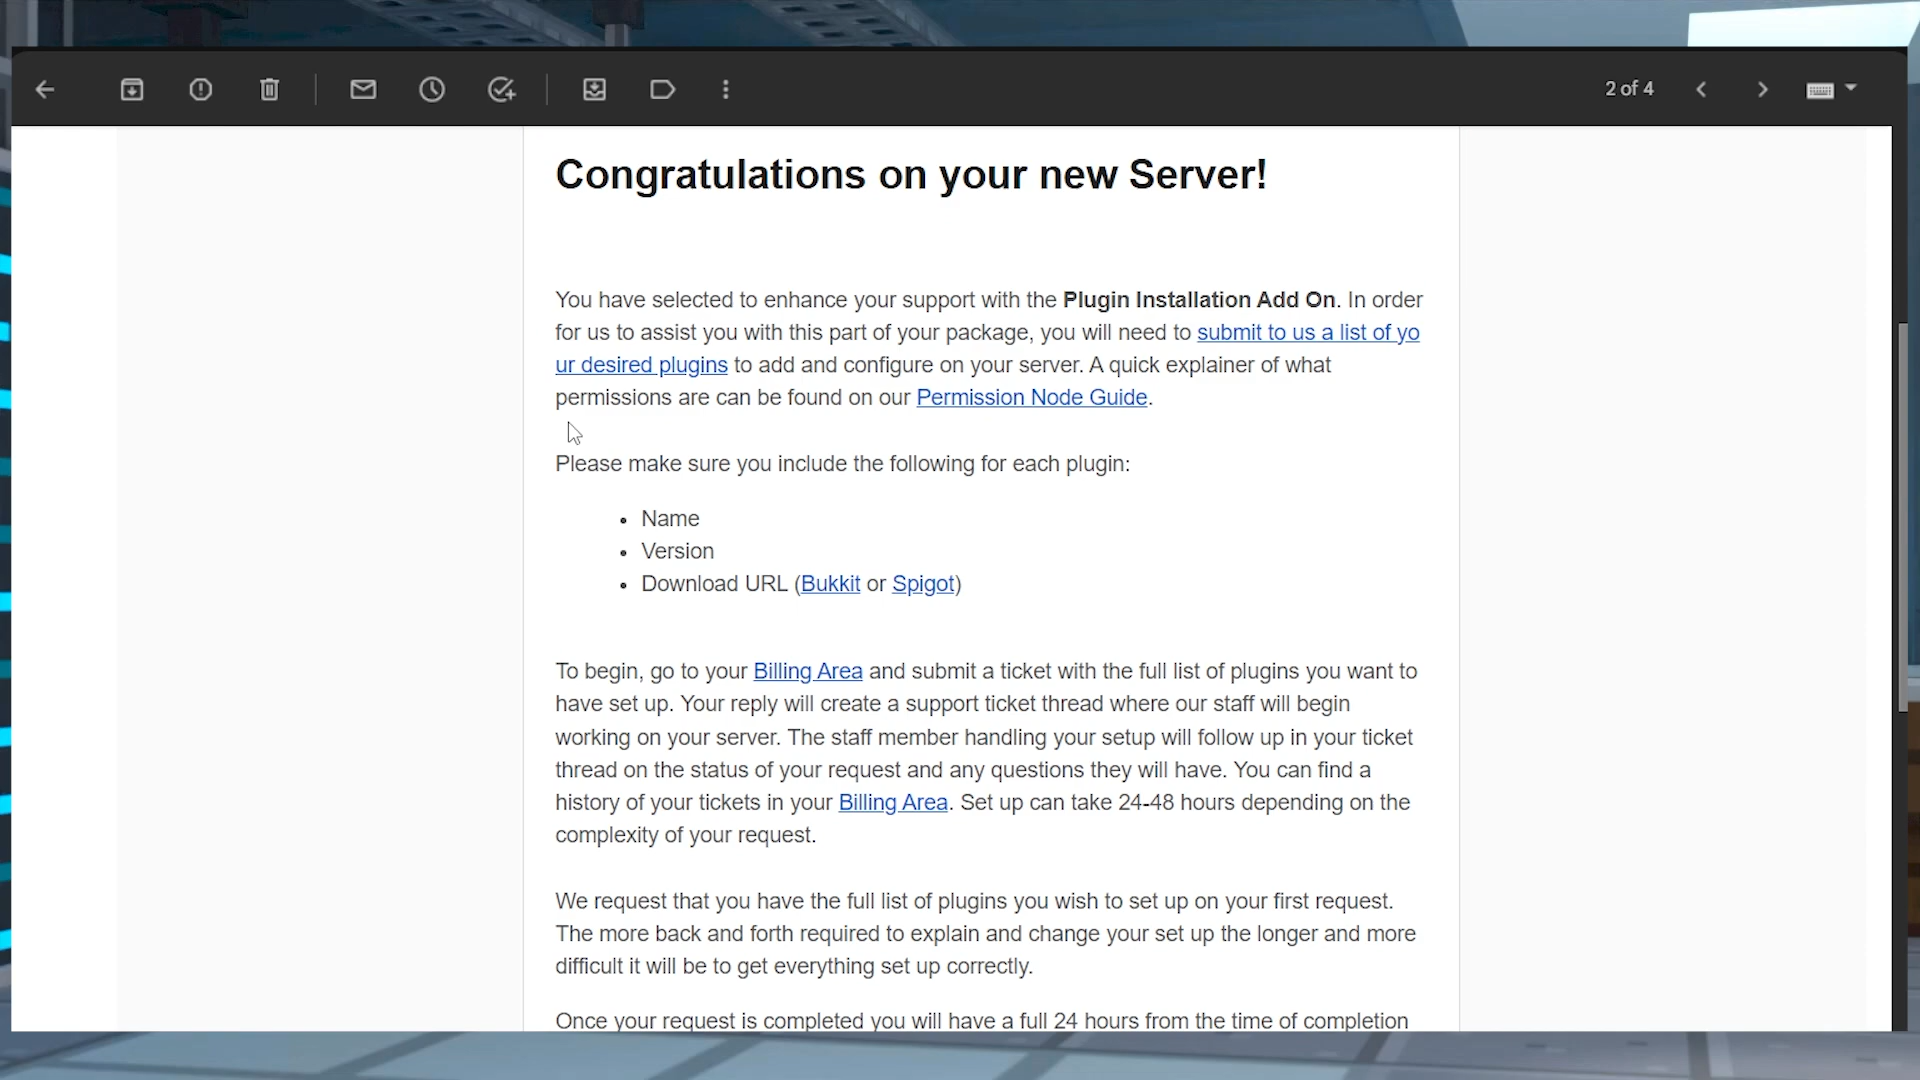 2 of 4
Congratulations on your new Server!
You have selected to enhance your support with the Plugin Installation Add On. In order
for us to assist you with this part of your package, you will need to submit to us a list of yo
ur desired plugins to add and configure on your server. A quick explainer of what
permissions are can be found on our Permission Node Guide.
Please make sure you include the following for each plugin:
• Name
• Version
• Download URL (Bukkit or Spigot)
To begin, go to your Billing Area and submit a ticket with the full list of plugins you want to
have set up. Your reply will create a support ticket thread where our staff will begin
working on your server. The staff member handling your setup will follow up in your ticket
thread on the status of your request and any questions they will have. You can find a
history of your tickets in your Billing Area. Set up can take 24-48 hours depending on the
complexity of your request.
We request that you have the full list of plugins you wish to set up on your first request.
The more back and forth required to explain and change your set up the longer and more
difficult it will be to get everything set up correctly.
Once your request is completed you will have a full 24 hours from the time of completion